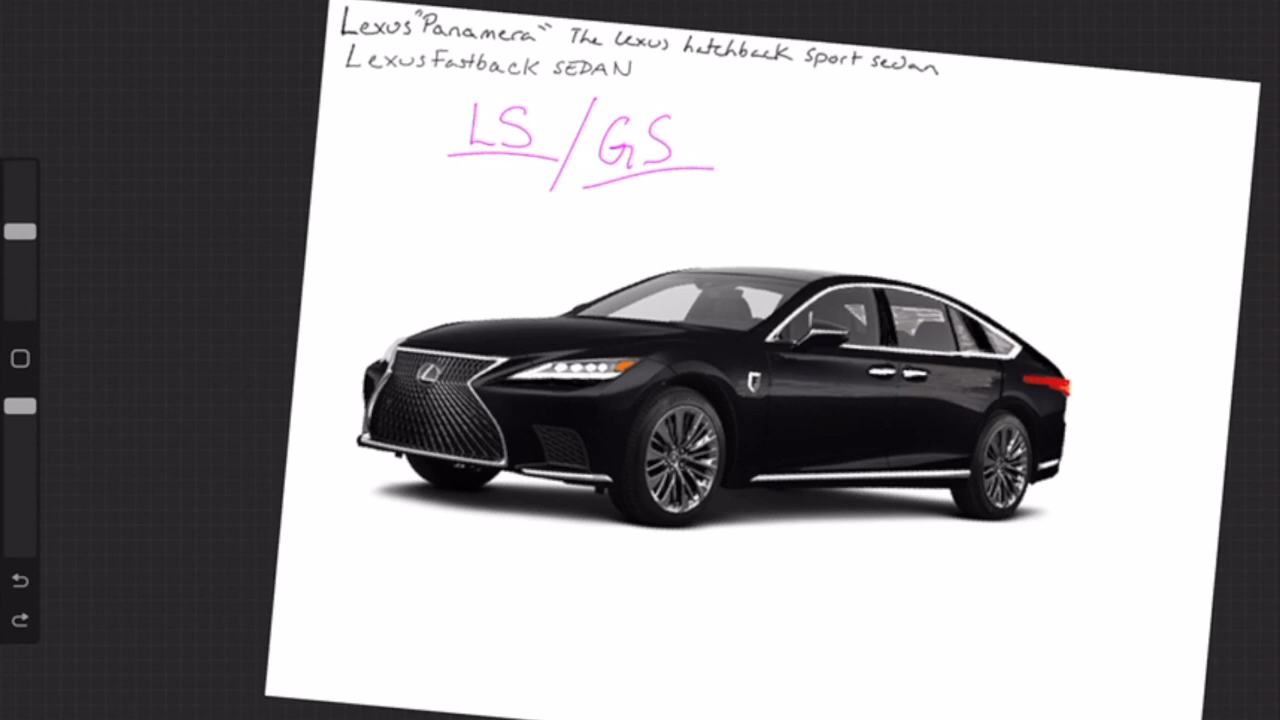 Lexus "Panamera" The Lexus hatchback sport sedan
Lexus Fastback SEDAN
LS / GS